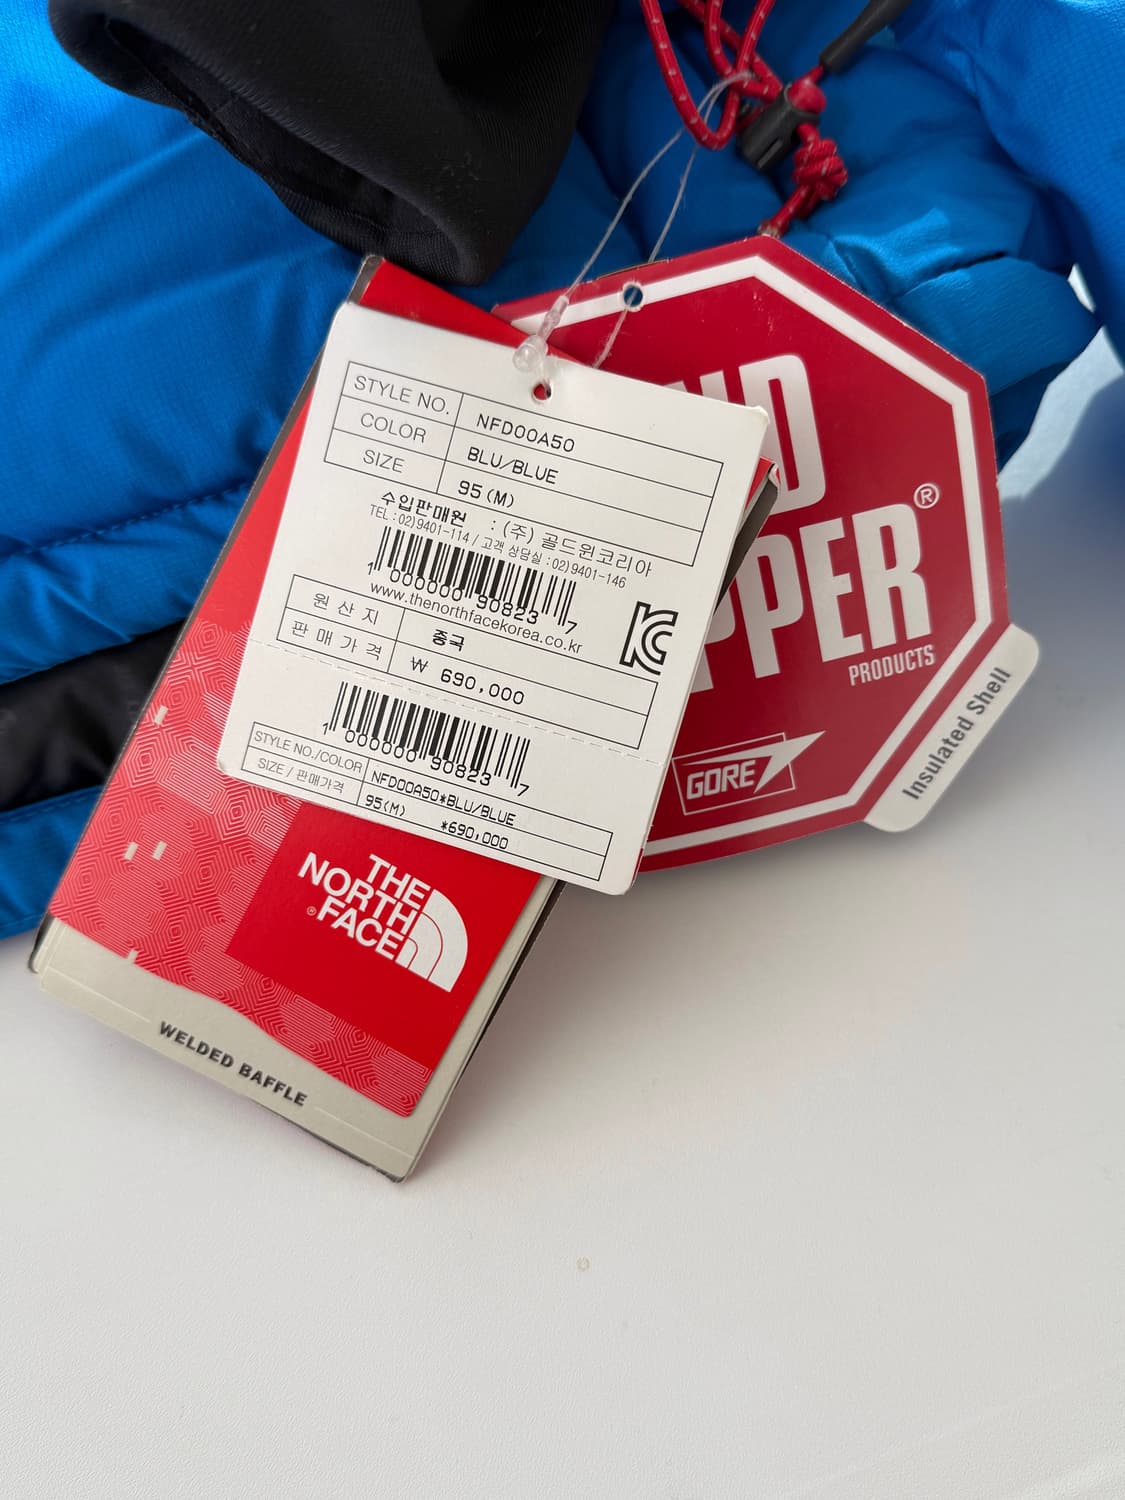 STYLE NO. NFD00A50
COLOR BLU/BLUE
SIZE 95(M)
수입판매원 : (주) 골드윈코리아
TEL : 02)9401-114 / 고객 상담실 : 02)9401-146
1 000000 90823 7
www.thenorthfacekorea.co.kr
원산지 중국
판매가격 ₩ 690,000
1 000000 90823 7
STYLE NO./COLOR NFD00A50*BLU/BLUE
SIZE / 판매가격 95(M) *690,000
THE
NORTH
®FACE
WELDED BAFFLE
®
PRODUCTS
GORE
Insulated Shell